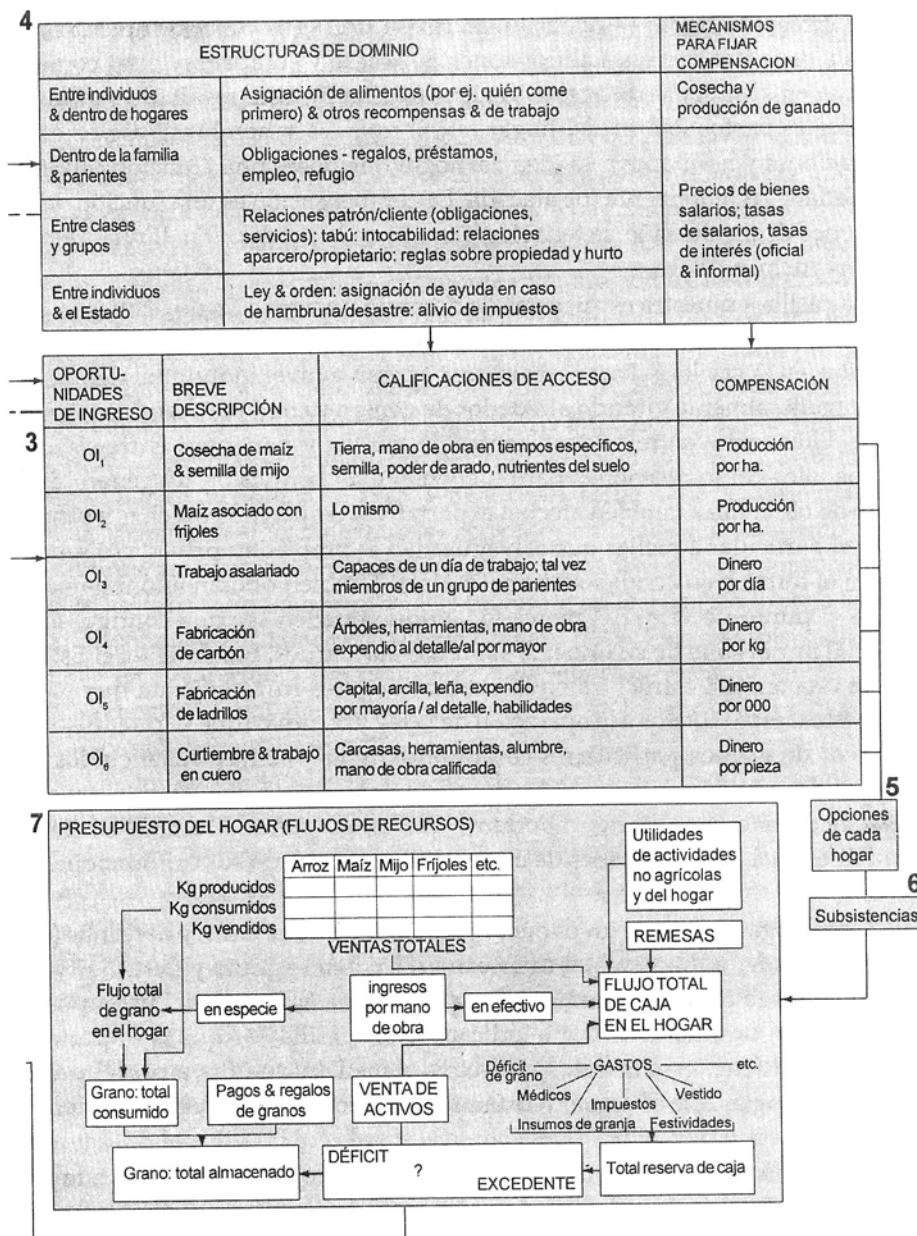 4
ESTRUCTURAS DE DOMINIO
MECANISMOS
PARA FIJAR
COMPENSACION
Entre individuos
& dentro de hogares
Asignación de alimentos (por ej. quién come
primero) & otros recompensas & de trabajo
Cosecha y
producción de ganado
Dentro de la familia
& parientes
Obligaciones - regalos, préstamos,
empleo, refugio
Entre clases
y grupos
Relaciones patrón/cliente (obligaciones,
servicios): tabú: intocabilidad: relaciones
aparcero/propietario: reglas sobre propiedad y hurto
Precios de bienes
salarios; tasas
de salarios, tasas
de interés (oficial
& informal)
Entre individuos
& el Estado
Ley & orden: asignación de ayuda en caso
de hambruna/desastre: alivio de impuestos
3
OPORTU-
NIDADES
DE INGRESO
BREVE
DESCRIPCIÓN
CALIFICACIONES DE ACCESO
COMPENSACIÓN
OI1
Cosecha de maíz
& semilla de mijo
Tierra, mano de obra en tiempos específicos,
semilla, poder de arado, nutrientes del suelo
Producción
por ha.
OI2
Maíz asociado con
fríjoles
Lo mismo
Producción
por ha.
OI3
Trabajo asalariado
Capaces de un día de trabajo; tal vez
miembros de un grupo de parientes
Dinero
por día
OI4
Fabricación
de carbón
Árboles, herramientas, mano de obra
expendio al detalle/al por mayor
Dinero
por kg
OI5
Fabricación
de ladrillos
Capital, arcilla, leña, expendio
por mayoría / al detalle, habilidades
Dinero
por 000
OI6
Curtiembre & trabajo
en cuero
Carcasas, herramientas, alumbre,
mano de obra calificada
Dinero
por pieza
5
Opciones
de cada
hogar
6
Subsistencias
7
PRESUPUESTO DEL HOGAR (FLUJOS DE RECURSOS)
Arroz Maíz Mijo Fríjoles etc.
Kg producidos
Kg consumidos
Kg vendidos
VENTAS TOTALES
Utilidades
de actividades
no agrícolas
y del hogar
REMESAS
Flujo total
de grano
en el hogar
en especie
ingresos
por mano
de obra
en efectivo
FLUJO TOTAL
DE CAJA
EN EL HOGAR
Grano: total
consumido
Pagos & regalos
de granos
VENTA DE
ACTIVOS
Déficit
de grano
GASTOS
etc.
Médicos
Impuestos
Vestido
Insumos de granja
Festividades
Grano: total almacenado
DÉFICIT
?
EXCEDENTE
Total reserva de caja